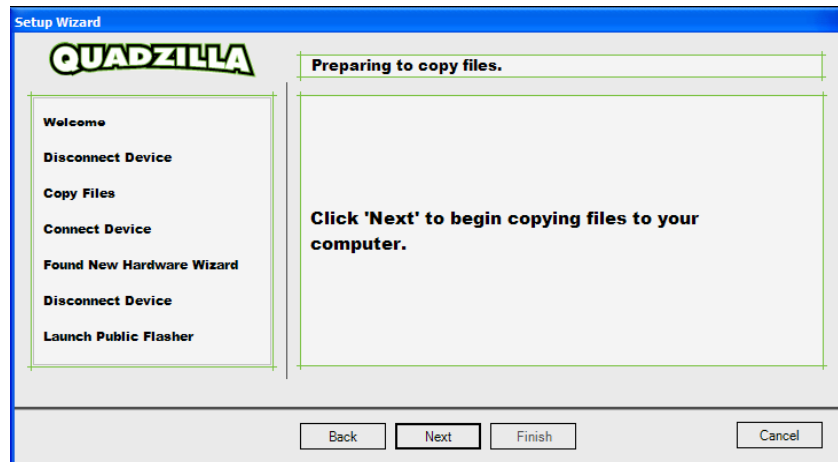 Setup Wizard
QUADZILLA
Preparing to copy files.
Welcome
Disconnect Device
Copy Files
Connect Device
Found New Hardware Wizard
Disconnect Device
Launch Public Flasher
Click 'Next' to begin copying files to your
computer.
Back
Next
Finish
Cancel